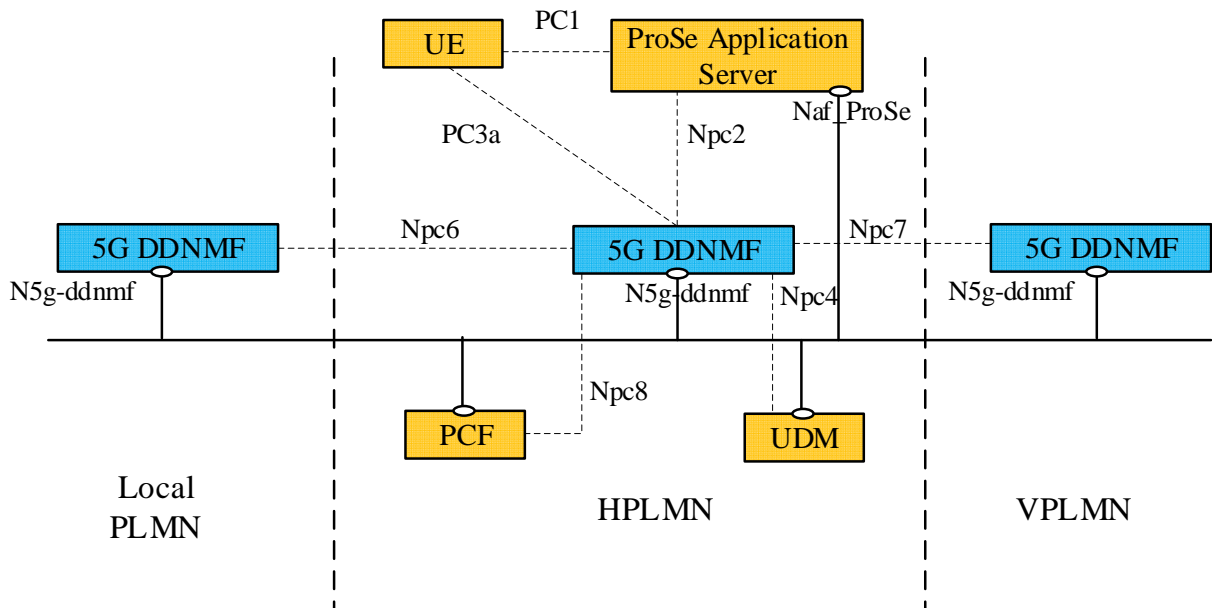 PC1
UE
ProSe Application
Server
Naf_ProSe
PC3a
Npc2
Npc6
Npc7
5G DDNMF
5G DDNMF
5G DDNMF
N5g-ddnmf
N5g-ddnmf
Npc4
N5g-ddnmf
Npc8
PCF
UDM
Local
PLMN
HPLMN
VPLMN